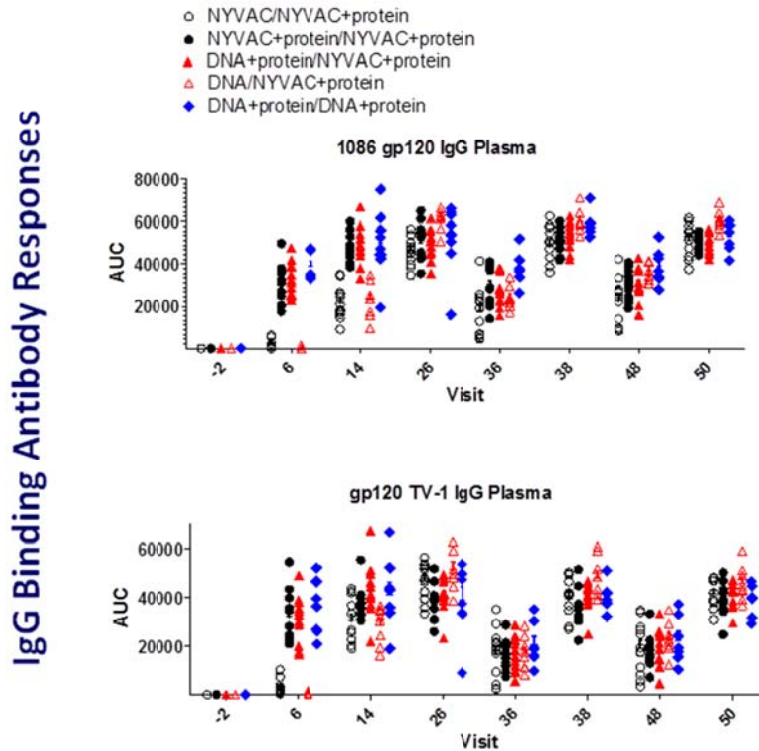 NYVAC/NYVAC+protein
NYVAC+protein/NYVAC+protein
DNA+protein/NYVAC+protein
DNA/NYVAC+protein
DNA+protein/DNA+protein
IgG Binding Antibody Responses
1086 gp120 IgG Plasma
80000
60000
40000
20000
AUC
-2 6 14 26 36 38 48 50
Visit
gp120 TV-1 IgG Plasma
60000
40000
20000
AUC
-2 6 14 26 36 38 48 50
Visit